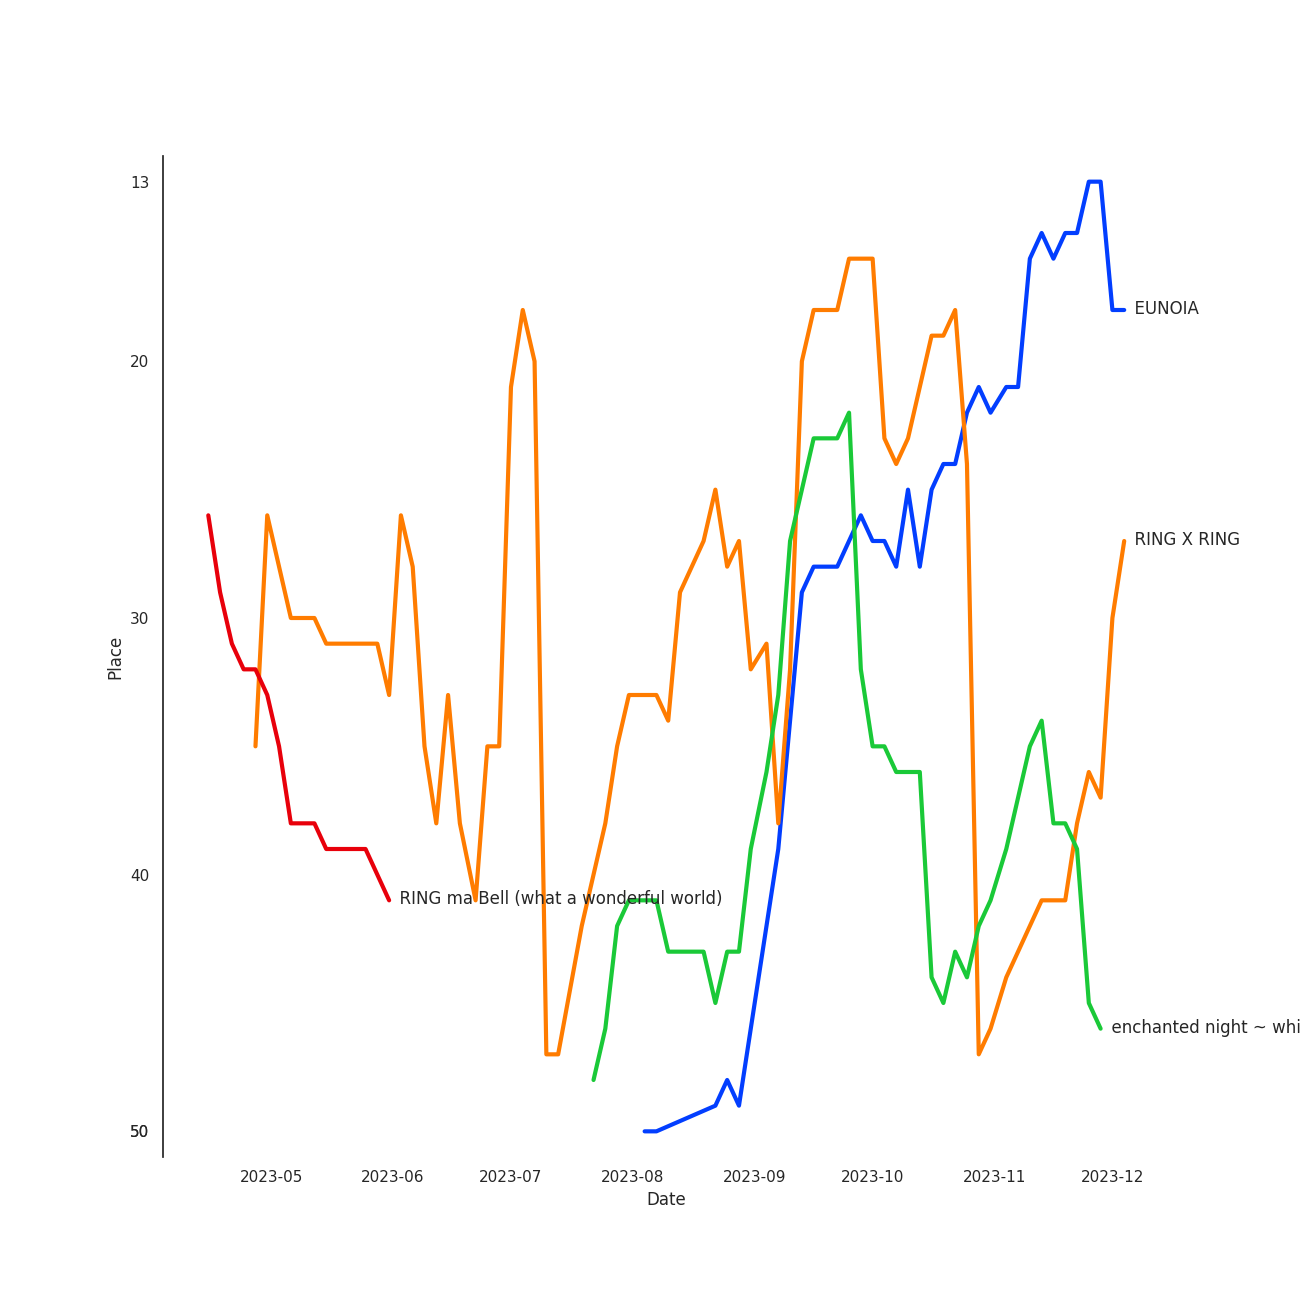 13
20
30
40
50
Place
EUNOIA
RING X RING
RING ma Bell (what a wonderful world)
enchanted night ~ whi
2023-05 2023-06 2023-07 2023-08 2023-09 2023-10 2023-11 2023-12
Date